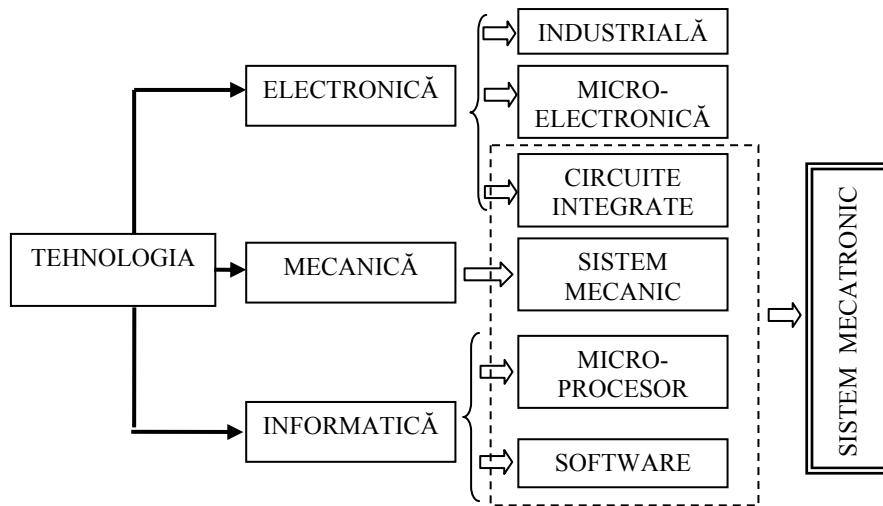 TEHNOLOGIA
ELECTRONICĂ
MECANICĂ
INFORMATICĂ
INDUSTRIALĂ
MICRO-
ELECTRONICĂ
CIRCUITE
INTEGRATE
SISTEM
MECANIC
MICRO-
PROCESOR
SOFTWARE
SISTEM MECATRONIC